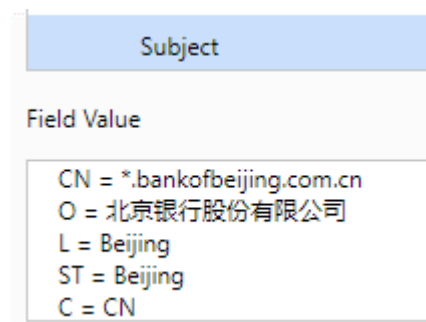 Subject
Field Value
CN = *.bankofbeijing.com.cn
O = 北京银行股份有限公司
L = Beijing
ST = Beijing
C = CN